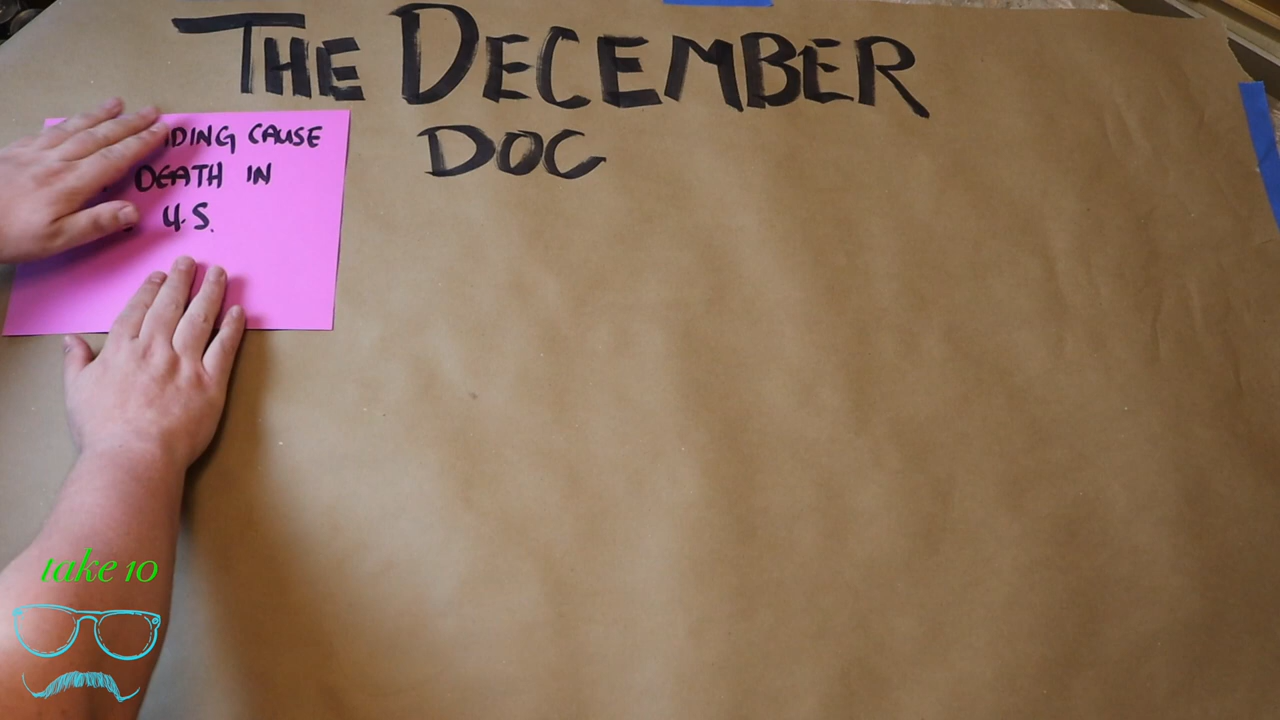 THE DECEMBER
DOC
DING CAUSE
DEATH IN
U.S.
take 10